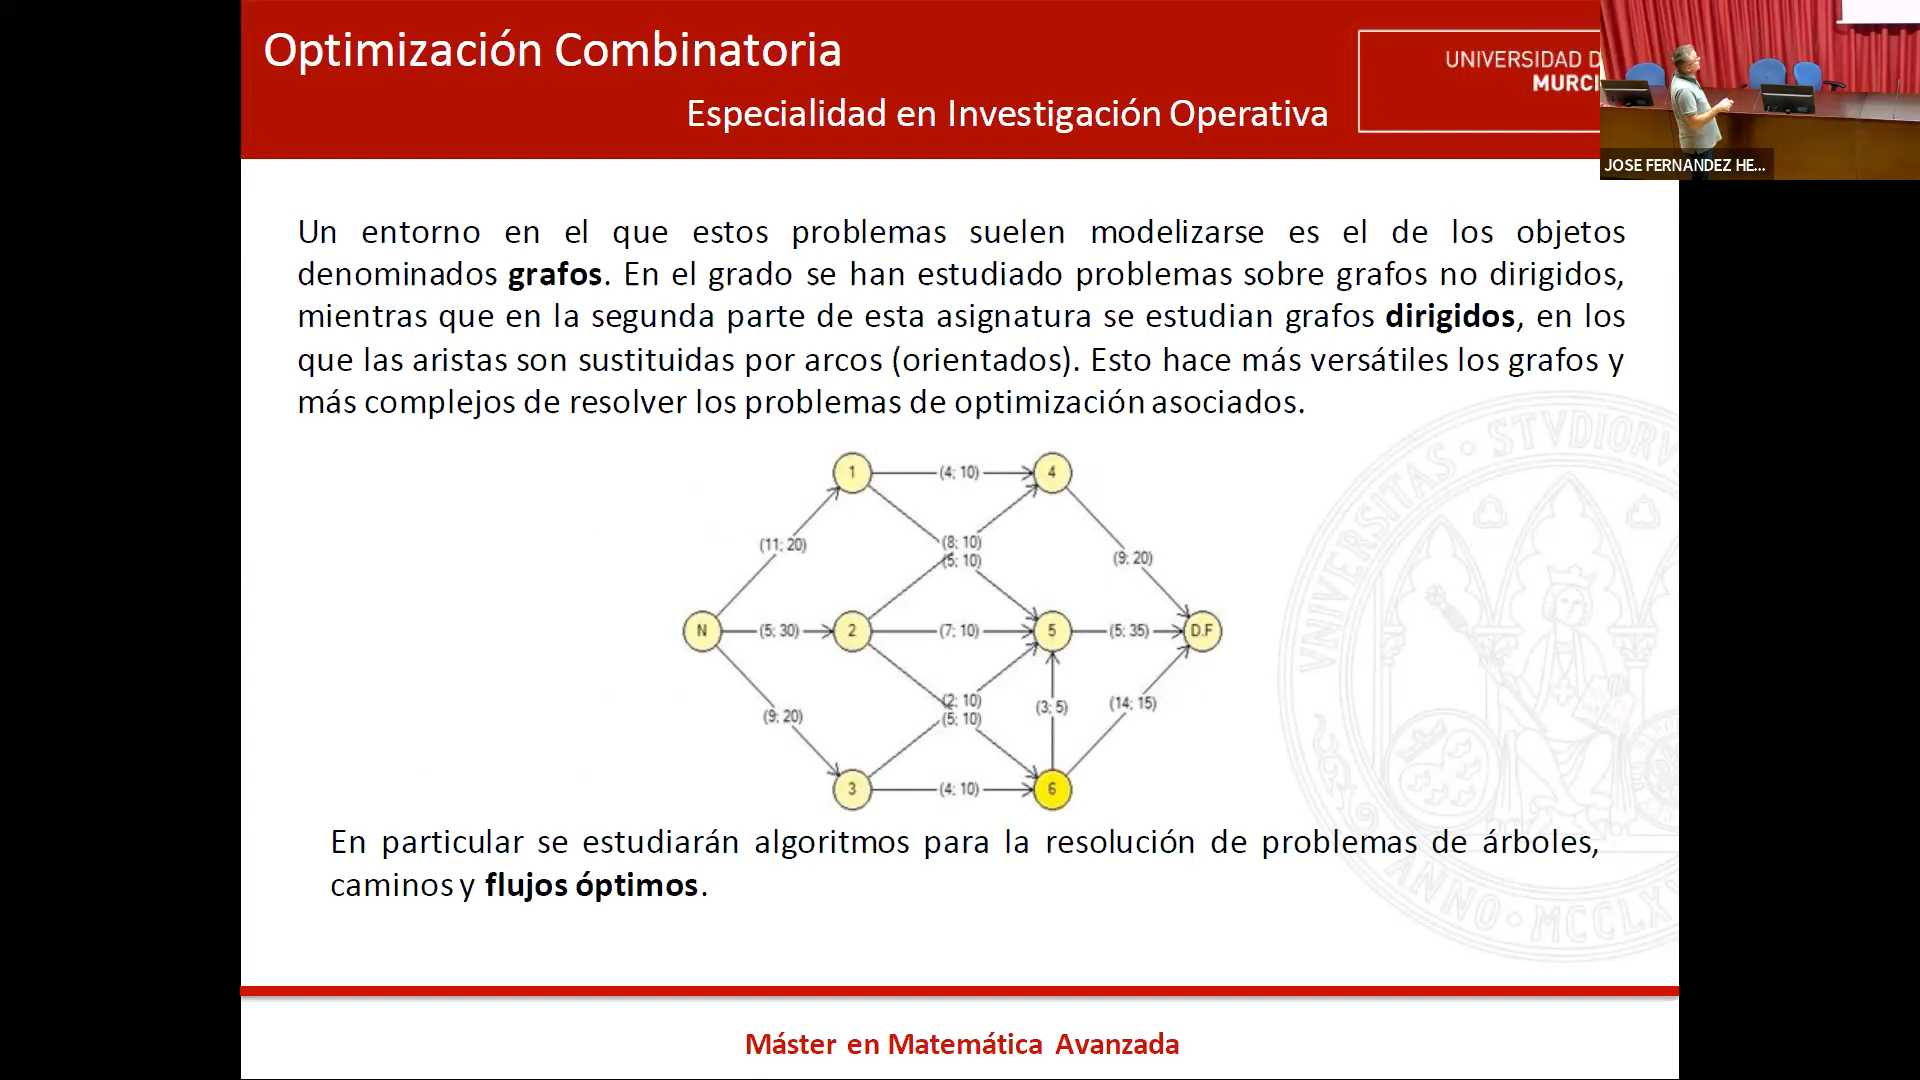 Optimización Combinatoria
Especialidad en Investigación Operativa
UNIVERSIDAD D
MURCI
JOSE FERNANDEZ HE...
Un entorno en el que estos problemas suelen modelizarse es el de los objetos
denominados grafos. En el grado se han estudiado problemas sobre grafos no dirigidos,
mientras que en la segunda parte de esta asignatura se estudian grafos dirigidos, en los
que las aristas son sustituidas por arcos (orientados). Esto hace más versátiles los grafos y
más complejos de resolver los problemas de optimización asociados.
1
(4; 10)
4
(11; 20)
(8; 10)
(5; 10)
(9; 20)
N
(5; 30)
2
(7; 10)
5
(5; 35)
D.F
(9; 20)
(2; 10)
(5; 10)
(3; 5)
(14; 15)
3
(4; 10)
6
En particular se estudiarán algoritmos para la resolución de problemas de árboles,
caminos y flujos óptimos.
VNIVERSITAS · STVDIORV
ANNO · MCCLX
Máster en Matemática Avanzada